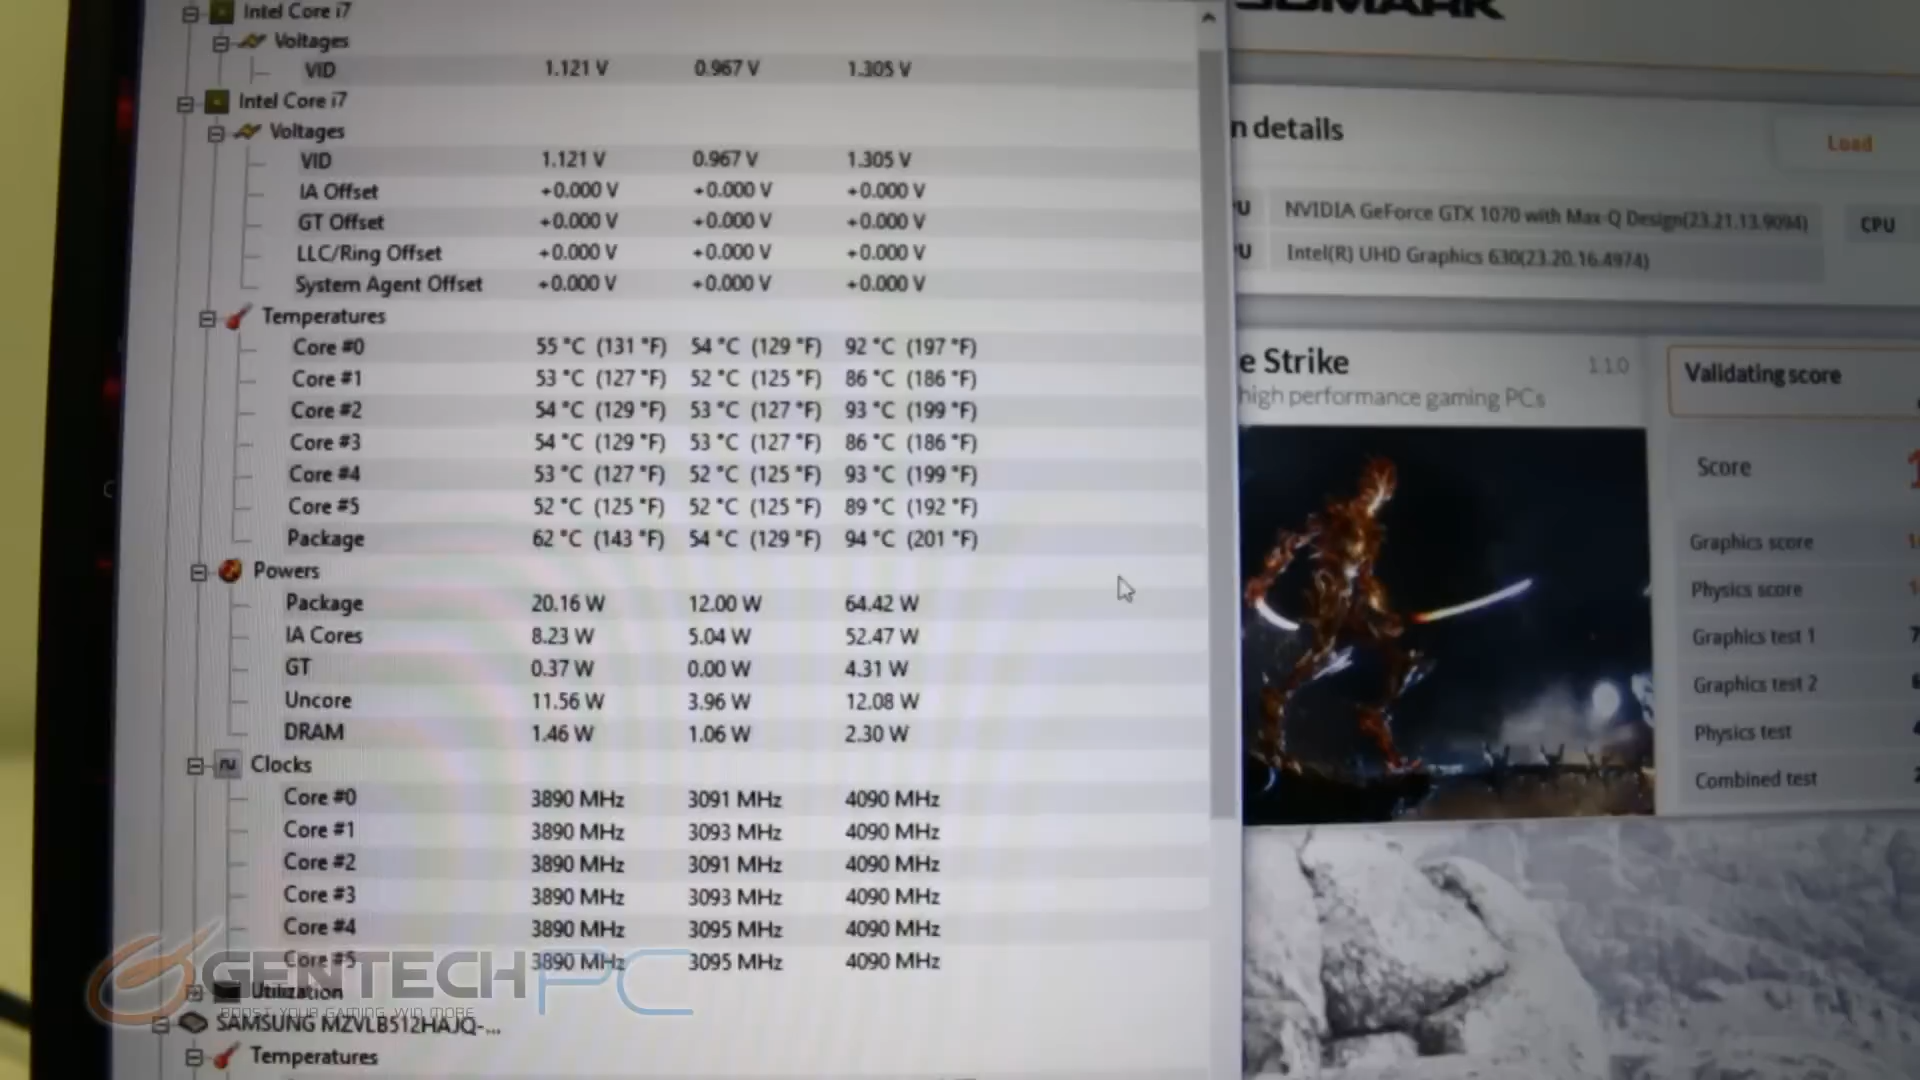 Intel Core i7
Voltages
VID 1.121 V 0.967 V 1.305 V
Intel Core i7
Voltages
VID 1.121 V 0.967 V 1.305 V
IA Offset +0.000 V +0.000 V +0.000 V
GT Offset +0.000 V +0.000 V +0.000 V
LLC/Ring Offset +0.000 V +0.000 V +0.000 V
System Agent Offset +0.000 V +0.000 V +0.000 V
Temperatures
Core #0 55 °C (131 °F) 54 °C (129 °F) 92 °C (197 °F)
Core #1 53 °C (127 °F) 52 °C (125 °F) 86 °C (186 °F)
Core #2 54 °C (129 °F) 53 °C (127 °F) 93 °C (199 °F)
Core #3 54 °C (129 °F) 53 °C (127 °F) 86 °C (186 °F)
Core #4 53 °C (127 °F) 52 °C (125 °F) 93 °C (199 °F)
Core #5 52 °C (125 °F) 52 °C (125 °F) 89 °C (192 °F)
Package 62 °C (143 °F) 54 °C (129 °F) 94 °C (201 °F)
Powers
Package 20.16 W 12.00 W 64.42 W
IA Cores 8.23 W 5.04 W 52.47 W
GT 0.37 W 0.00 W 4.31 W
Uncore 11.56 W 3.96 W 12.08 W
DRAM 1.46 W 1.06 W 2.30 W
Clocks
Core #0 3890 MHz 3091 MHz 4090 MHz
Core #1 3890 MHz 3093 MHz 4090 MHz
Core #2 3890 MHz 3091 MHz 4090 MHz
Core #3 3890 MHz 3093 MHz 4090 MHz
Core #4 3890 MHz 3095 MHz 4090 MHz
Core #5 3890 MHz 3095 MHz 4090 MHz
Utilization
SAMSUNG MZVLB512HAJQ-...
Temperatures
GENTECH PC
BOOST YOUR GAMING, WIN MORE
3DMARK
n details
Load
U NVIDIA GeForce GTX 1070 with Max-Q Design(23.21.13.9094) CPU
U Intel(R) UHD Graphics 630(23.20.16.4974)
e Strike 1.1.0
high performance gaming PCs
Validating score
Score
Graphics score
Physics score
Graphics test 1
Graphics test 2
Physics test
Combined test